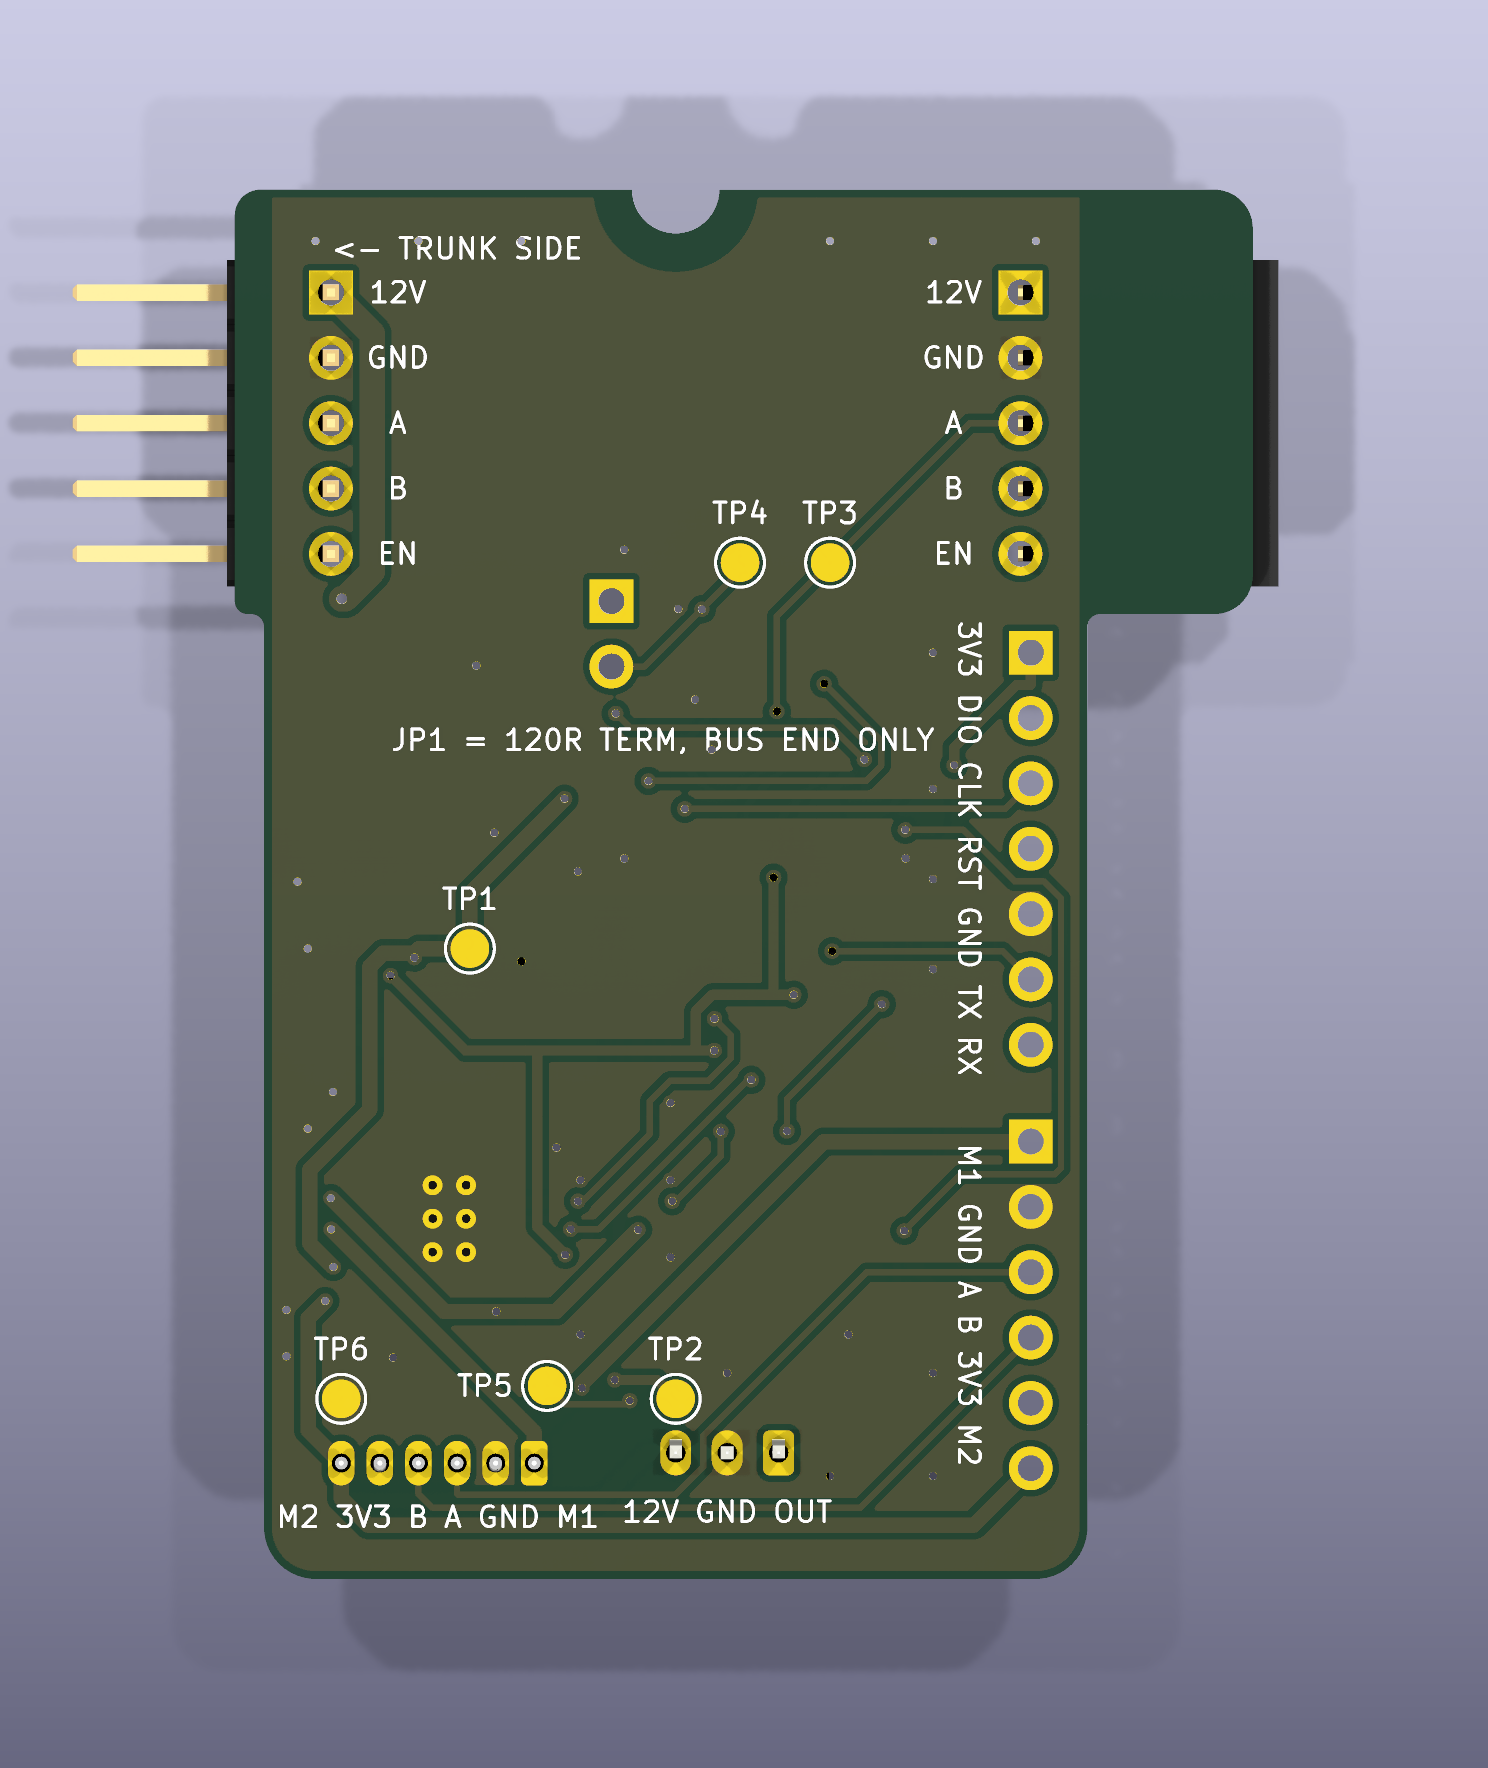 <- TRUNK SIDE
12V
GND
A
B
EN
12V
GND
A
B
EN
TP4 TP3
3V3 DIO CLK RST GND TX RX
JP1 = 120R TERM, BUS END ONLY
TP1
M1 GND A B 3V3 M2
TP6
TP5
TP2
M2 3V3 B A GND M1
12V GND OUT